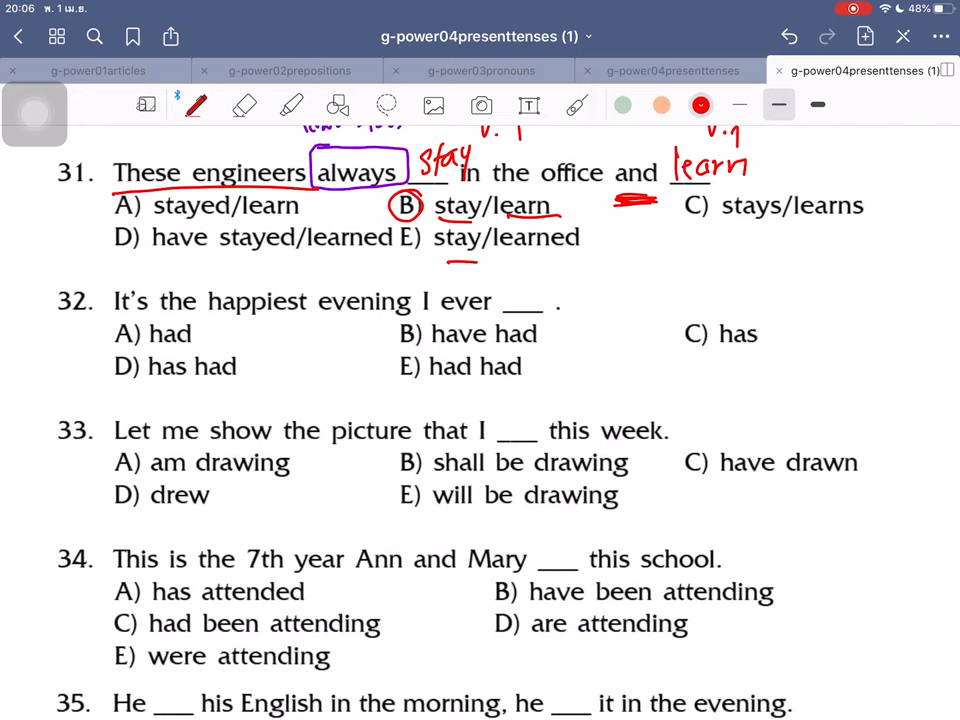 20:06 พ. 1 เม.ย. 48%
g-power04presenttenses (1)
g-power01articles g-power02prepositions g-power03pronouns g-power04presenttenses g-power04presenttenses (1)
T
v. 1 v. 1
stay learn
31. These engineers always ___ in the office and ___
A) stayed/learn B) stay/learn C) stays/learns
D) have stayed/learned E) stay/learned
32. It's the happiest evening I ever ___ .
A) had B) have had C) has
D) has had E) had had
33. Let me show the picture that I ___ this week.
A) am drawing B) shall be drawing C) have drawn
D) drew E) will be drawing
34. This is the 7th year Ann and Mary ___ this school.
A) has attended B) have been attending
C) had been attending D) are attending
E) were attending
35. He ___ his English in the morning, he ___ it in the evening.